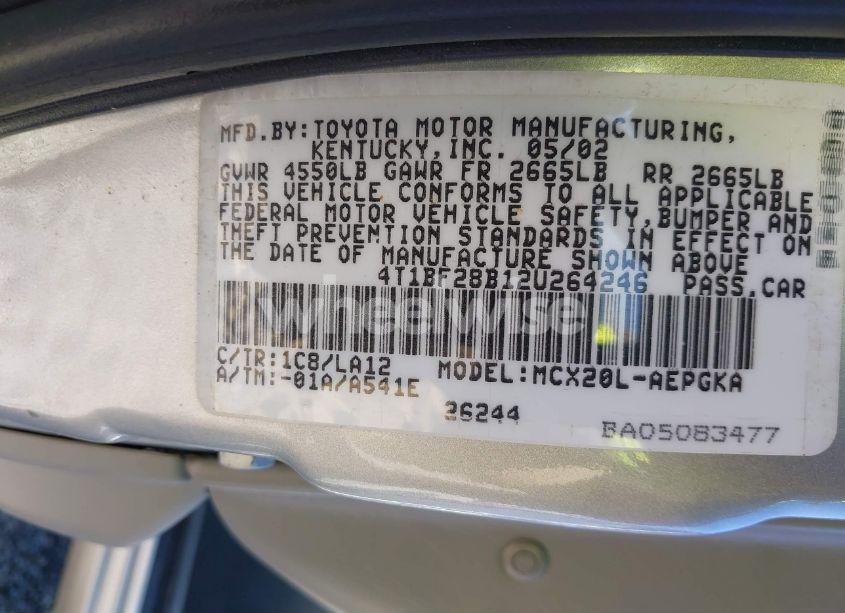 MFD.BY:TOYOTA MOTOR MANUFACTURING,
KENTUCKY,INC. 05/02
GVWR 4550LB GAWR FR 2665LB RR 2665LB
THIS VEHICLE CONFORMS TO ALL APPLICABLE
FEDERAL MOTOR VEHICLE SAFETY,BUMPER AND
THEFT PREVENTION STANDARDS IN EFFECT ON
THE DATE OF MANUFACTURE SHOWN ABOVE
4T1BF28B12U264246 PASS.CAR
wheelwise
C/TR:1C8/LA12 MODEL:MCX20L-AEPGKA
A/TM:-01A/A541E
26244
BA05083477